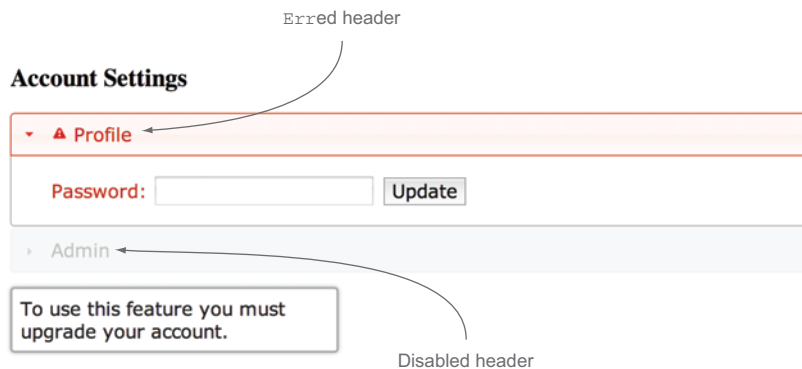 Erred header
Account Settings
Profile
Password:
Update
Admin
To use this feature you must
upgrade your account.
Disabled header